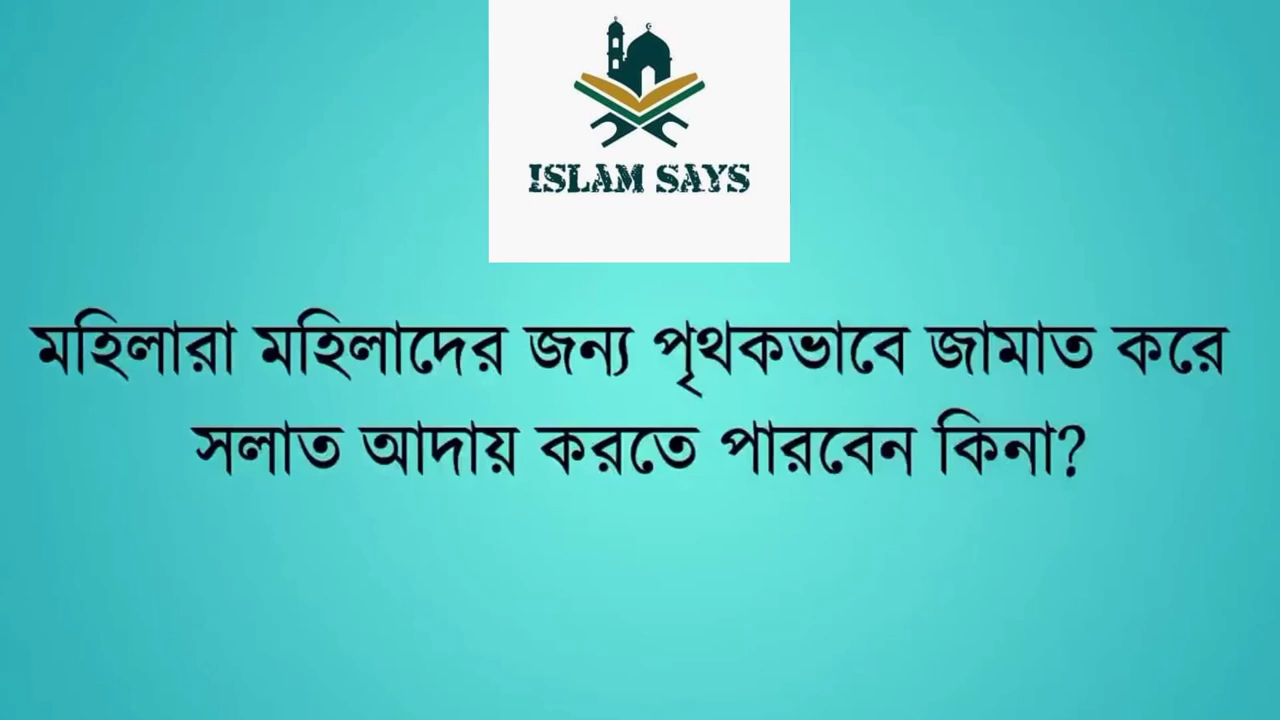 ISLAM SAYS
মহিলারা মহিলাদের জন্য পৃথকভাবে জামাত করে
সলাত আদায় করতে পারবেন কিনা?